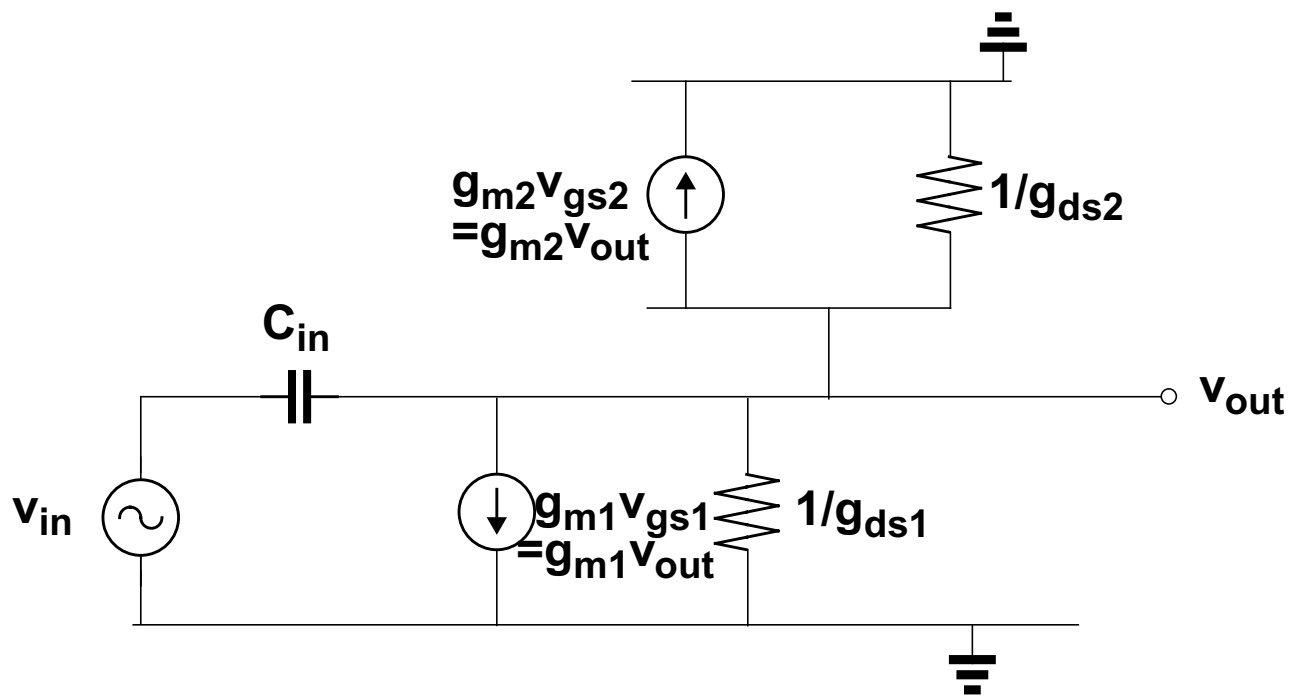 gm2vgs2
=gm2vout
1/gds2
Cin
vout
vin
gm1vgs1
=gm1vout
1/gds1